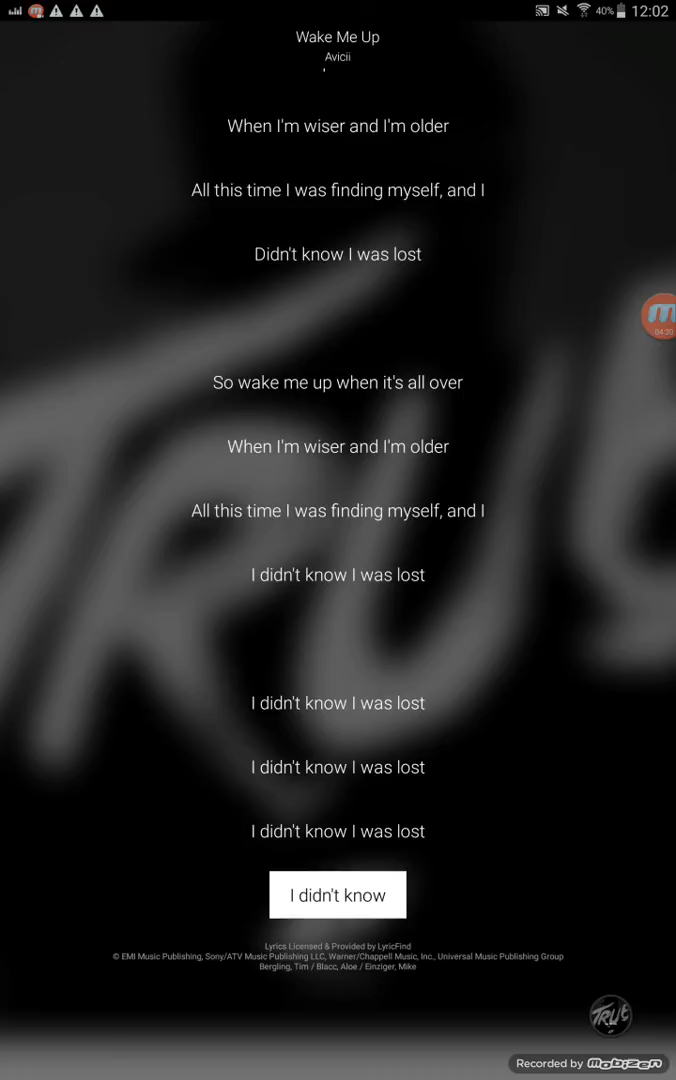 40% 12:02
Wake Me Up
Avicii
When I'm wiser and I'm older
All this time I was finding myself, and I
Didn't know I was lost
So wake me up when it's all over
04:20
When I'm wiser and I'm older
All this time I was finding myself, and I
I didn't know I was lost
TRUE
I didn't know I was lost
I didn't know I was lost
I didn't know I was lost
I didn't know
Lyrics Licensed & Provided by LyricFind
© EMI Music Publishing, Sony/ATV Music Publishing LLC, Warner/Chappell Music, Inc., Universal Music Publishing Group
Bergling, Tim / Blacc, Aloe / Einziger, Mike
TRUE
Recorded by mobizen